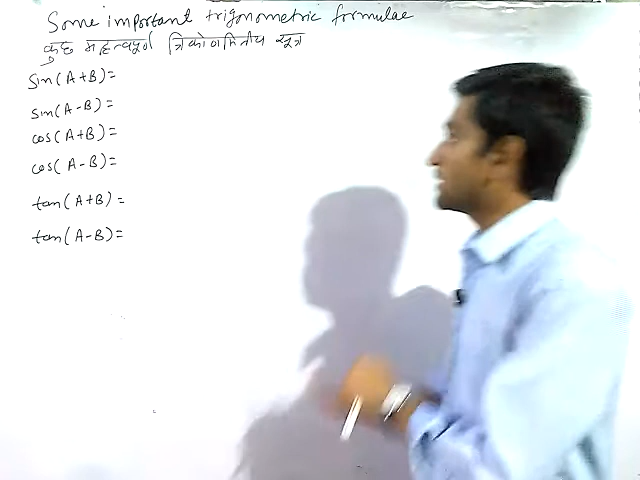 Some important trigonometric formulae
कुछ महत्वपूर्ण त्रिकोणमितीय सूत्र
sin(A+B)=
sin(A-B)=
cos(A+B)=
cos(A-B)=
tan(A+B)=
tan(A-B)=